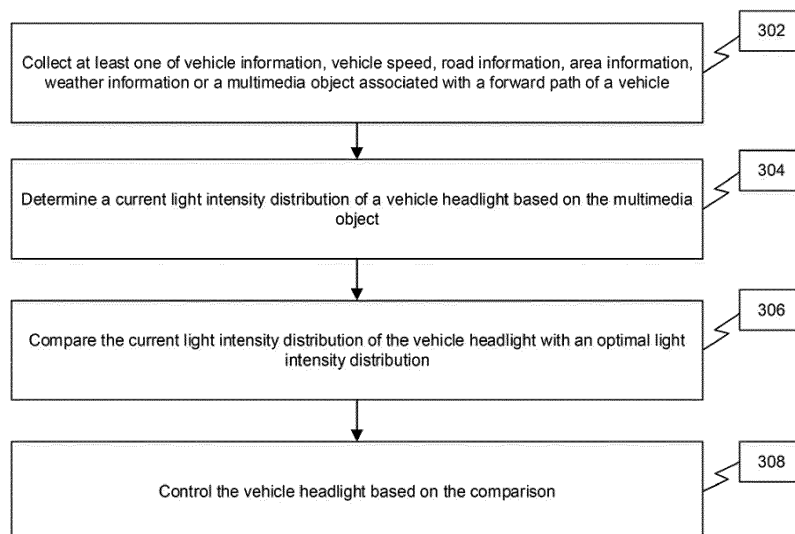 302
Collect at least one of vehicle information, vehicle speed, road information, area information,
weather information or a multimedia object associated with a forward path of a vehicle
304
Determine a current light intensity distribution of a vehicle headlight based on the multimedia
object
306
Compare the current light intensity distribution of the vehicle headlight with an optimal light
intensity distribution
308
Control the vehicle headlight based on the comparison